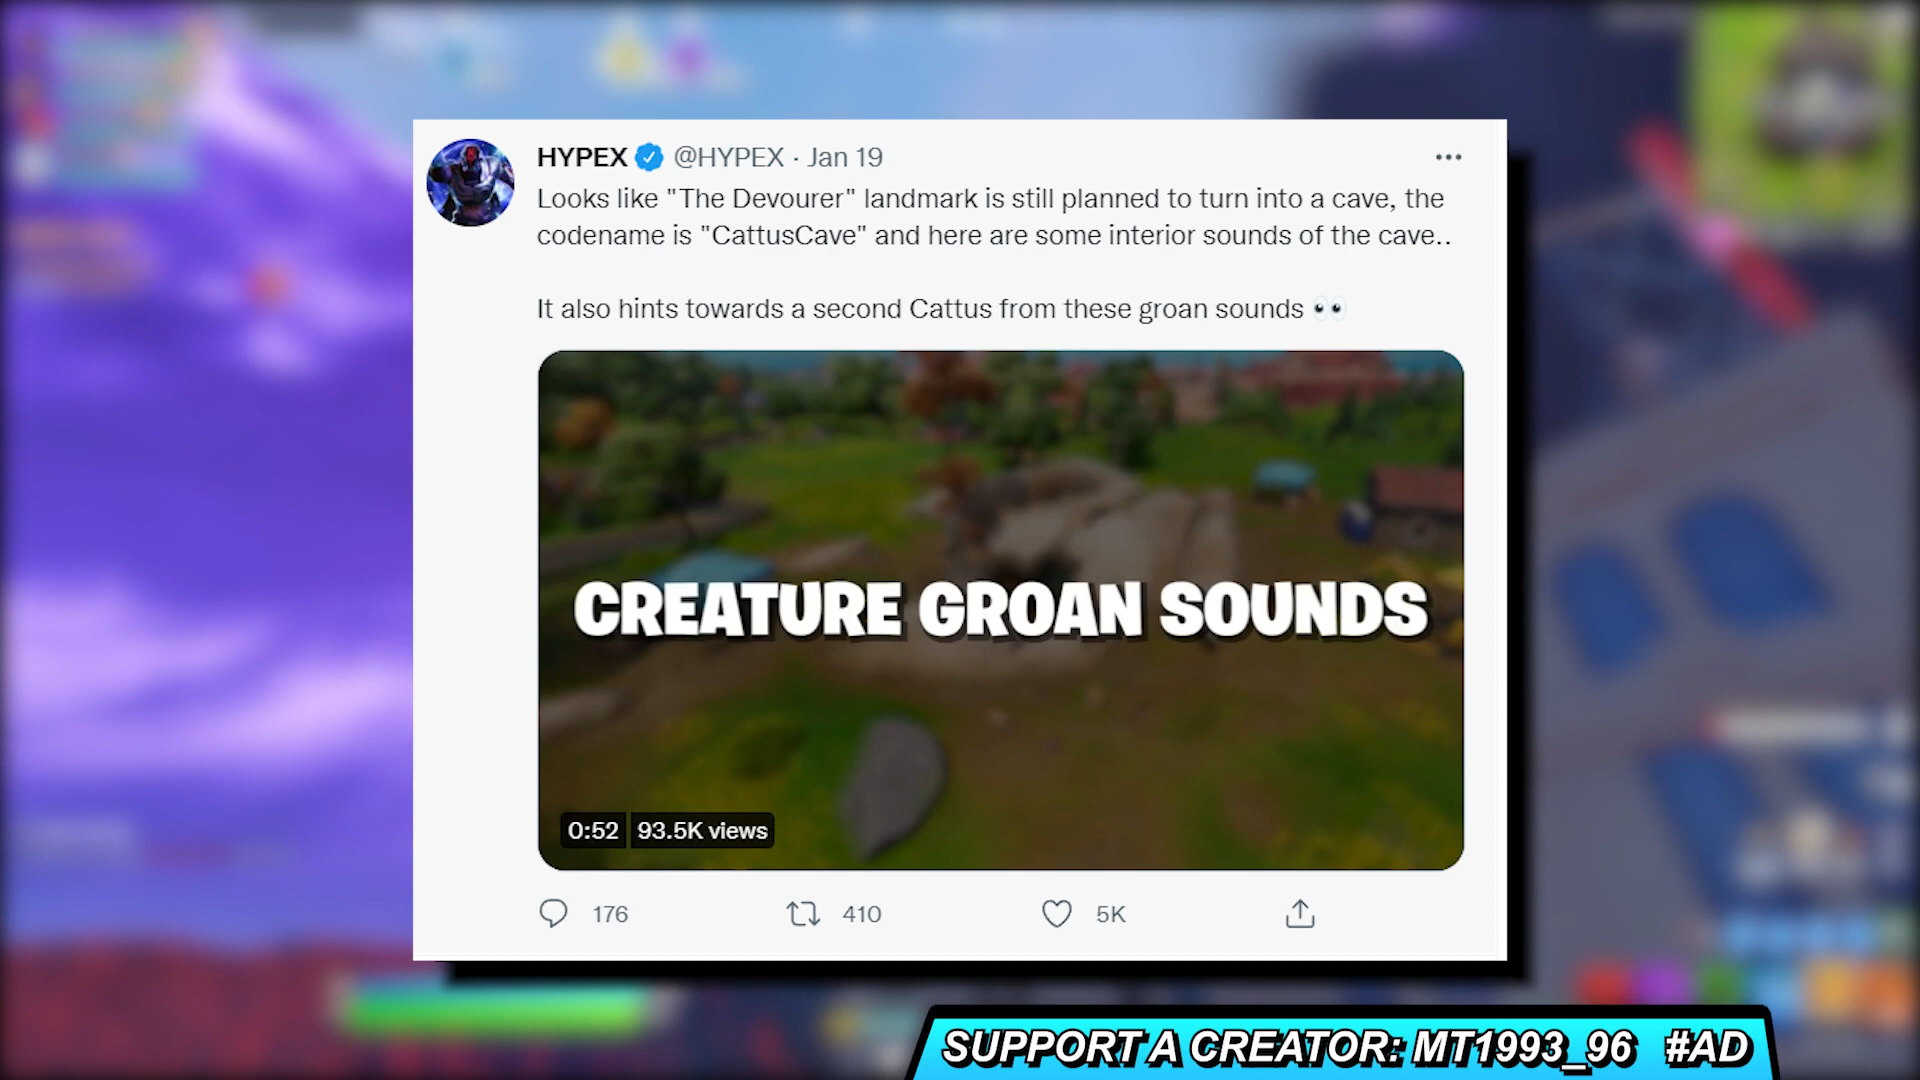 HYPEX @HYPEX · Jan 19
Looks like "The Devourer" landmark is still planned to turn into a cave, the
codename is "CattusCave" and here are some interior sounds of the cave..
It also hints towards a second Cattus from these groan sounds 👀
CREATURE GROAN SOUNDS
0:52 93.5K views
176 410 5K
SUPPORT A CREATOR: MT1993_96 #AD